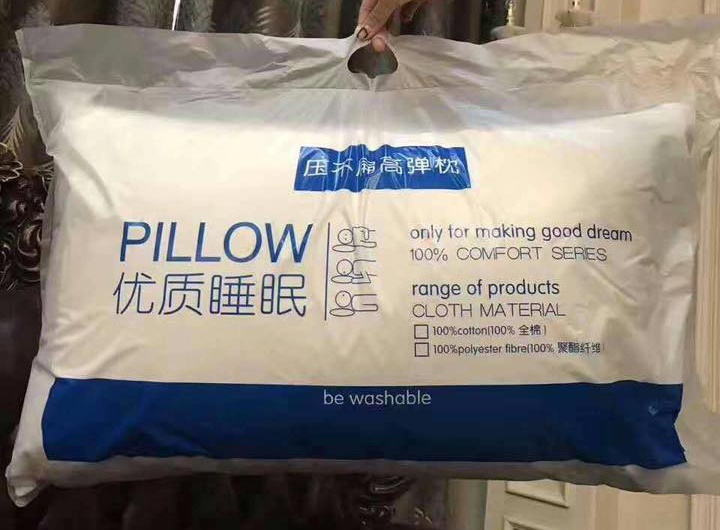 压不扁高弹枕
PILLOW
优质睡眠
only for making good dream
100% COMFORT SERIES
range of products
CLOTH MATERIAL
100%cotton(100% 全棉)
100%polyester fibre(100% 聚酯纤维)
be washable